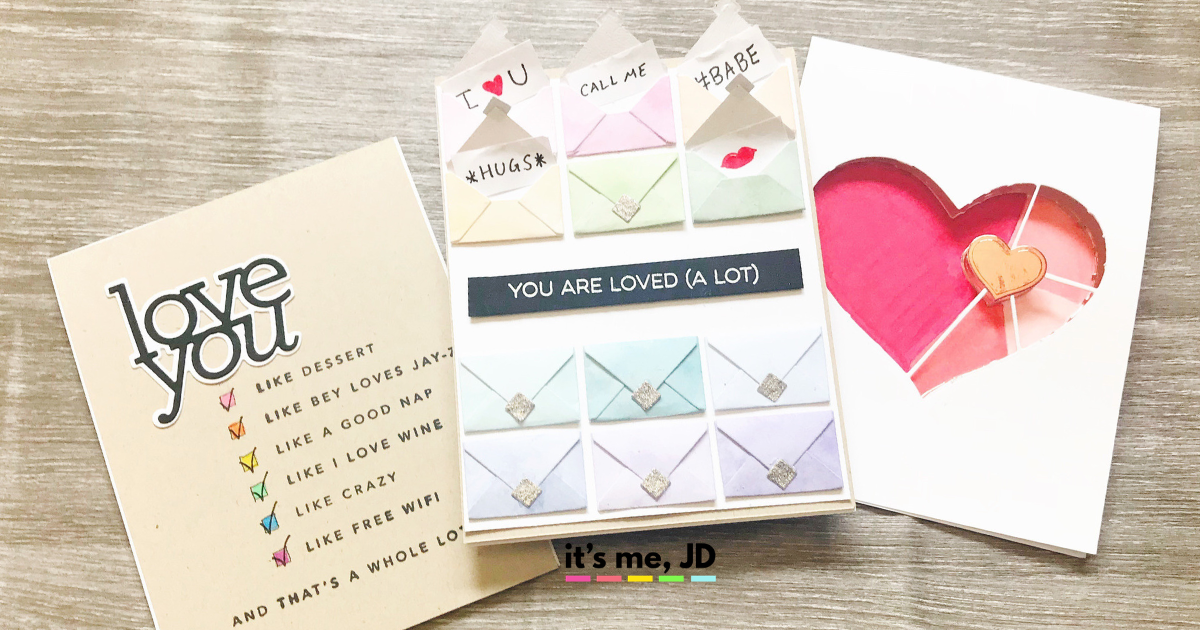 love
you
LIKE DESSERT
LIKE BEY LOVES JAY-Z
LIKE A GOOD NAP
LIKE I LOVE WINE
LIKE CRAZY
LIKE FREE WIFI
AND THAT'S A WHOLE LOT
I ♥ U
CALL ME
#BABE
*HUGS*
YOU ARE LOVED (A LOT)
it's me, JD